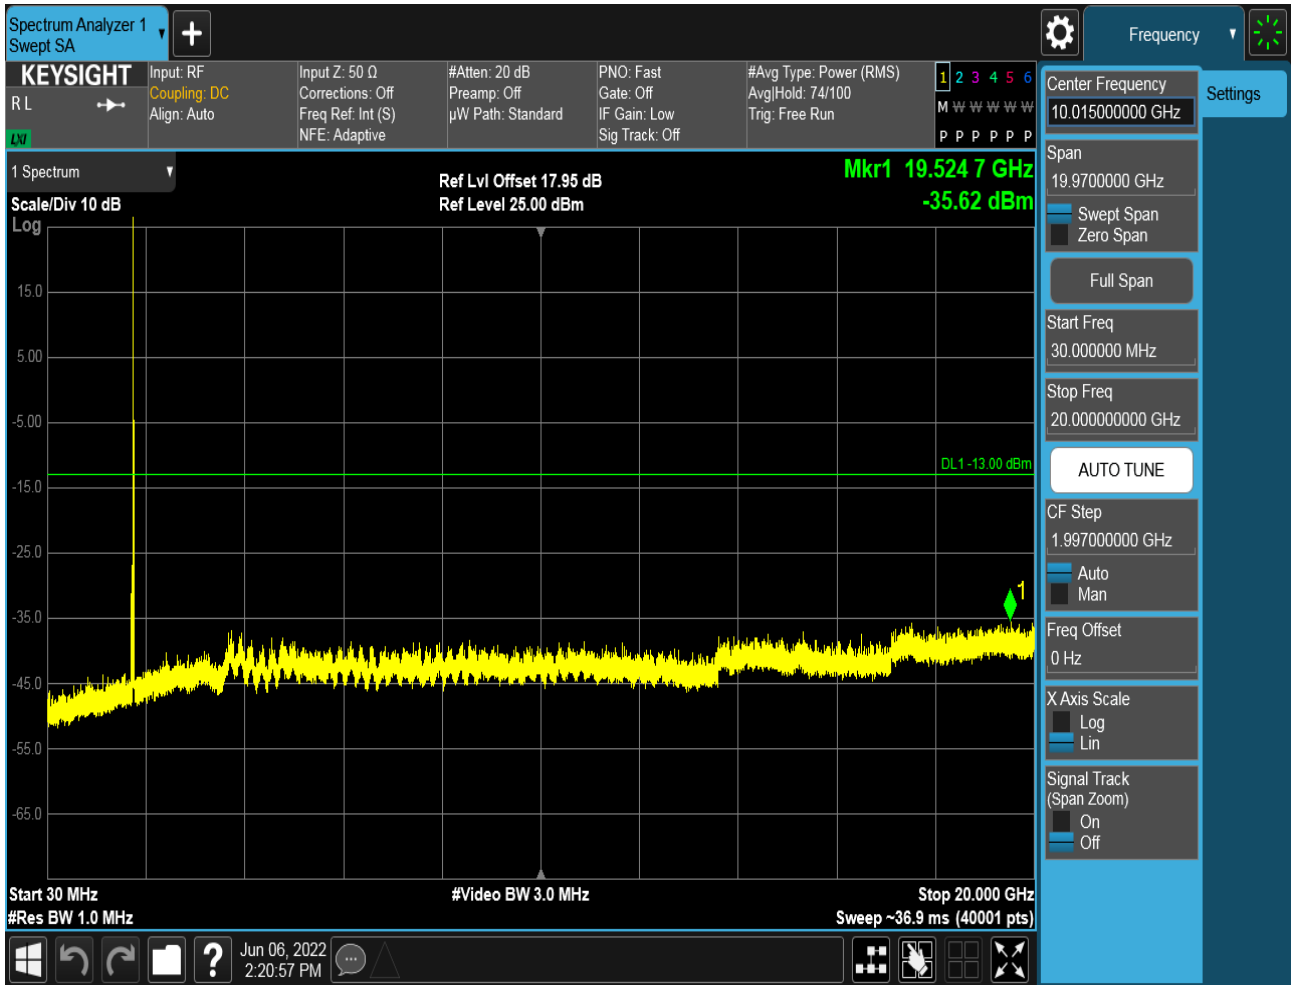 Spectrum Analyzer 1
Swept SA
Frequency
KEYSIGHT
R L
LXI
Input: RF
Coupling: DC
Align: Auto
Input Z: 50 Ω
Corrections: Off
Freq Ref: Int (S)
NFE: Adaptive
#Atten: 20 dB
Preamp: Off
µW Path: Standard
PNO: Fast
Gate: Off
IF Gain: Low
Sig Track: Off
#Avg Type: Power (RMS)
Avg|Hold: 74/100
Trig: Free Run
1 2 3 4 5 6
M W W W W W
P P P P P P
1 Spectrum
Scale/Div 10 dB
Log
Ref Lvl Offset 17.95 dB
Ref Level 25.00 dBm
Mkr1 19.524 7 GHz
-35.62 dBm
15.0
5.00
-5.00
-15.0
-25.0
-35.0
-45.0
-55.0
-65.0
DL1 -13.00 dBm
1
Start 30 MHz
#Res BW 1.0 MHz
#Video BW 3.0 MHz
Stop 20.000 GHz
Sweep ~36.9 ms (40001 pts)
Jun 06, 2022
2:20:57 PM
Center Frequency
10.015000000 GHz
Settings
Span
19.9700000 GHz
Swept Span
Zero Span
Full Span
Start Freq
30.000000 MHz
Stop Freq
20.000000000 GHz
AUTO TUNE
CF Step
1.997000000 GHz
Auto
Man
Freq Offset
0 Hz
X Axis Scale
Log
Lin
Signal Track
(Span Zoom)
On
Off